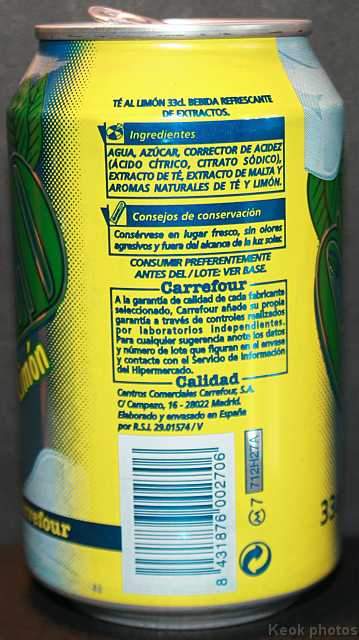 TÉ AL LIMÓN 33cl. BEBIDA REFRESCANTE
DE EXTRACTOS.
Ingredientes
AGUA, AZÚCAR, CORRECTOR DE ACIDEZ
(ÁCIDO CÍTRICO, CITRATO SÓDICO),
EXTRACTO DE TÉ, EXTRACTO DE MALTA Y
AROMAS NATURALES DE TÉ Y LIMÓN.
Consejos de conservación
Consérvese en lugar fresco, sin olores
agresivos y fuera del alcance de la luz solar.
CONSUMIR PREFERENTEMENTE
ANTES DEL / LOTE: VER BASE.
Carrefour
A la garantía de calidad de cada fabricante
seleccionado, Carrefour añade su propia
garantía a través de controles realizados
por laboratorios independientes.
Para cualquier sugerencia anote los datos
y número de lote que figuran en el envase
y contacte con el Servicio de Información
del Hipermercado.
Calidad
Centros Comerciales Carrefour, S.A.
C/ Campezo, 16 - 28022 Madrid.
Elaborado y envasado en España
por R.S.I. 29.01574 / V
8 431876 002706
M 7 712H27A
imón
refour
33
Keok photos